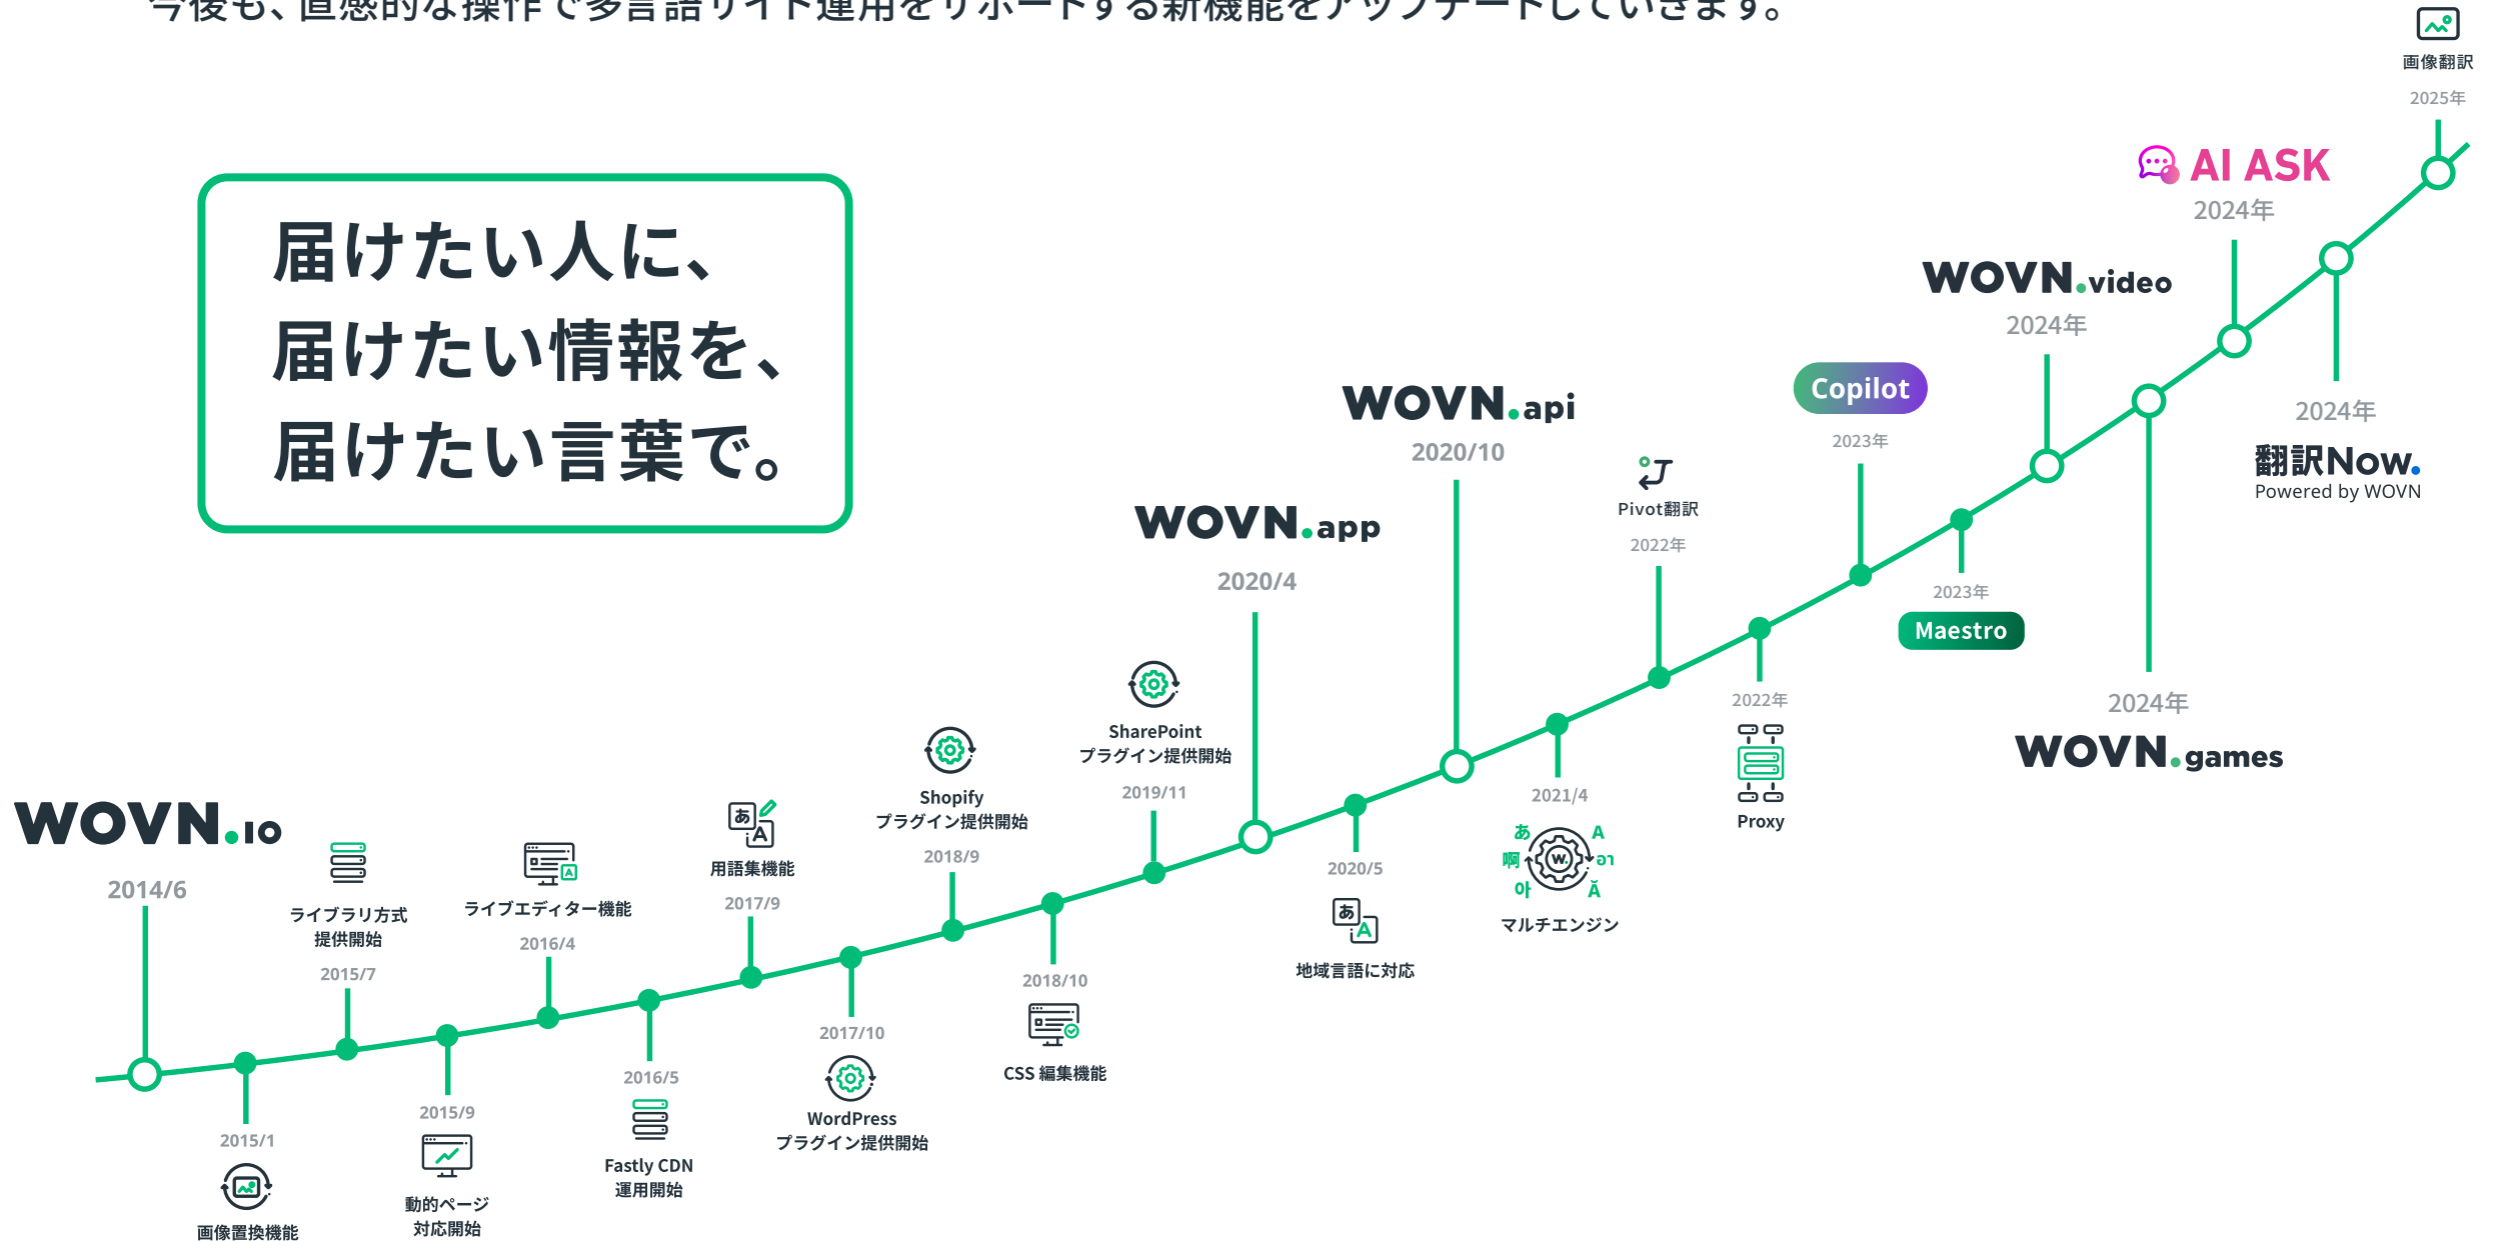 今後も、直感的な操作で多言語サイト運用をサポートする新機能をアップデートしていきます。
届けたい人に、
届けたい情報を、
届けたい言葉で。
WOVN.io
2014/6
2015/1
画像置換機能
ライブラリ方式
提供開始
2015/7
2015/9
動的ページ
対応開始
ライブエディター機能
2016/4
2016/5
Fastly CDN
運用開始
あ
A
用語集機能
2017/9
2017/10
WordPress
プラグイン提供開始
Shopify
プラグイン提供開始
2018/9
2018/10
CSS 編集機能
SharePoint
プラグイン提供開始
2019/11
WOVN.app
2020/4
2020/5
あ
A
地域言語に対応
WOVN.api
2020/10
2021/4
あ
A
啊
W.
อา
아
Ă
マルチエンジン
Pivot翻訳
2022年
2022年
Proxy
Copilot
2023年
2023年
Maestro
WOVN.video
2024年
2024年
WOVN.games
AI ASK
2024年
2024年
翻訳Now.
Powered by WOVN
画像翻訳
2025年